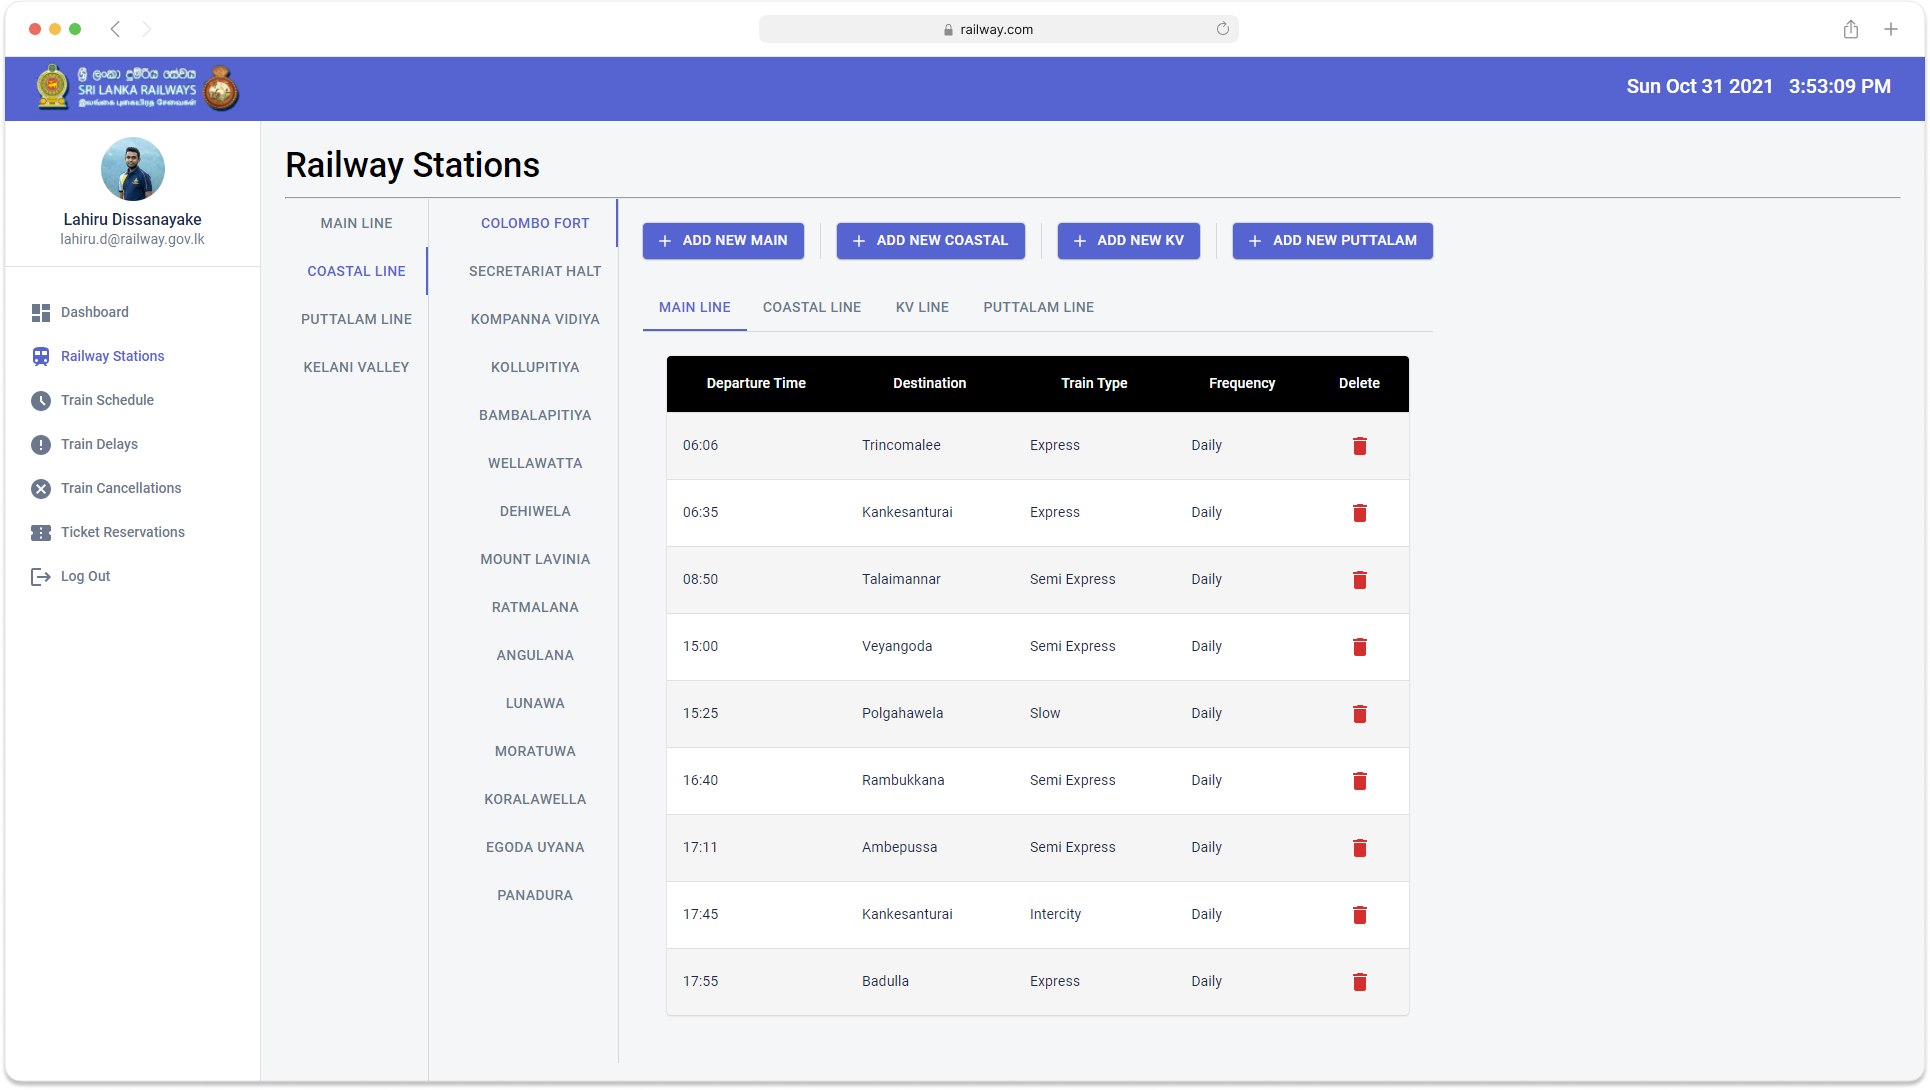 railway.com
ශ්‍රී ලංකා දුම්රිය සේවය
SRI LANKA RAILWAYS
Sun Oct 31 2021 3:53:09 PM
Lahiru Dissanayake
lahiru.d@railway.gov.lk
Dashboard
Railway Stations
Train Schedule
Train Delays
Train Cancellations
Ticket Reservations
Log Out
Railway Stations
MAIN LINE
COASTAL LINE
PUTTALAM LINE
KELANI VALLEY
COLOMBO FORT
SECRETARIAT HALT
KOMPANNA VIDIYA
KOLLUPITIYA
BAMBALAPITIYA
WELLAWATTA
DEHIWELA
MOUNT LAVINIA
RATMALANA
ANGULANA
LUNAWA
MORATUWA
KORALAWELLA
EGODA UYANA
PANADURA
ADD NEW MAIN ADD NEW COASTAL ADD NEW KV ADD NEW PUTTALAM
MAIN LINE COASTAL LINE KV LINE PUTTALAM LINE
Departure Time Destination Train Type Frequency Delete
06:06 Trincomalee Express Daily
06:35 Kankesanturai Express Daily
08:50 Talaimannar Semi Express Daily
15:00 Veyangoda Semi Express Daily
15:25 Polgahawela Slow Daily
16:40 Rambukkana Semi Express Daily
17:11 Ambepussa Semi Express Daily
17:45 Kankesanturai Intercity Daily
17:55 Badulla Express Daily